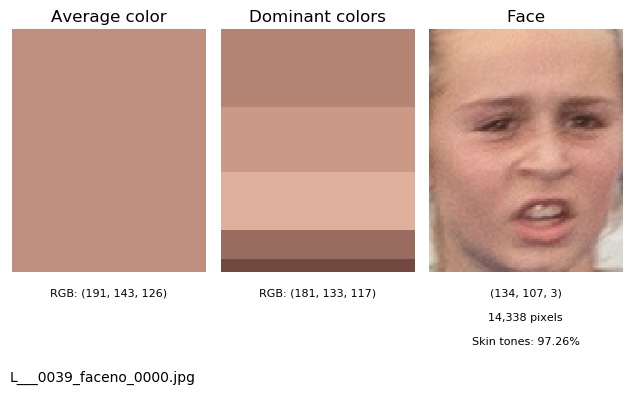 Average color
Dominant colors
Face
RGB: (191, 143, 126)
RGB: (181, 133, 117)
(134, 107, 3)
14,338 pixels
Skin tones: 97.26%
L___0039_faceno_0000.jpg